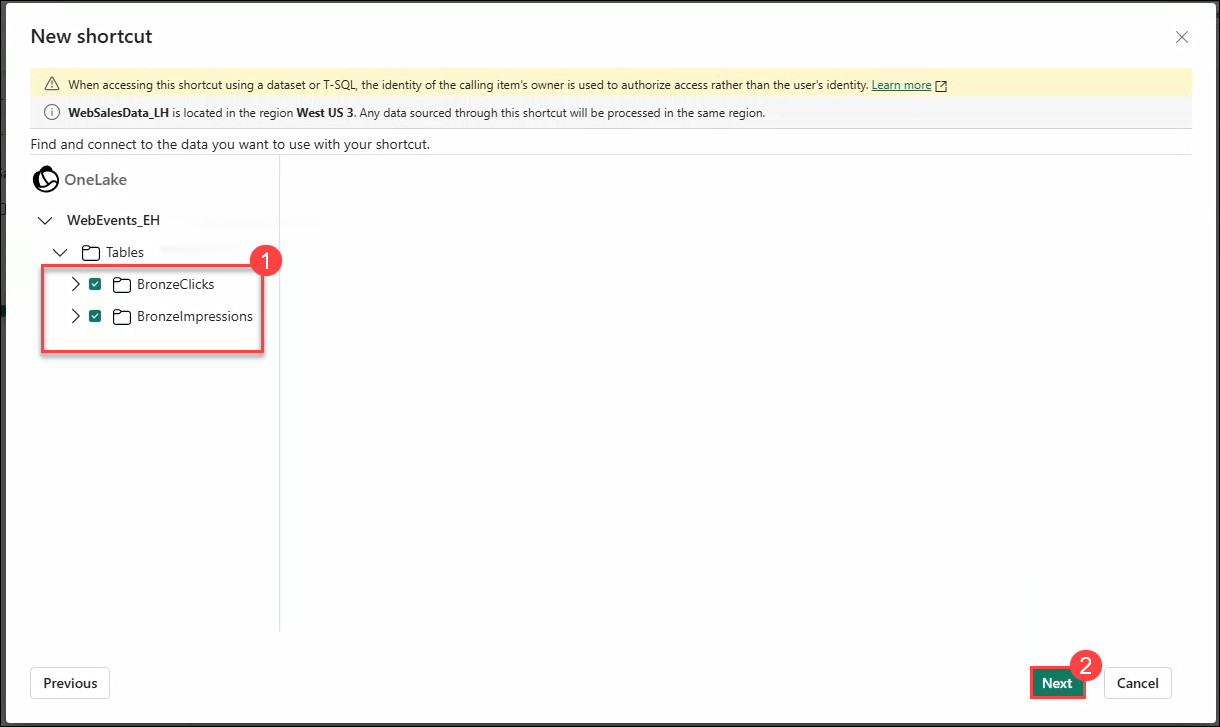 New shortcut
When accessing this shortcut using a dataset or T-SQL, the identity of the calling item's owner is used to authorize access rather than the user's identity. Learn more
WebSalesData_LH is located in the region West US 3. Any data sourced through this shortcut will be processed in the same region.
Find and connect to the data you want to use with your shortcut.
OneLake
WebEvents_EH
Tables
1
BronzeClicks
BronzeImpressions
Previous
Next
2
Cancel